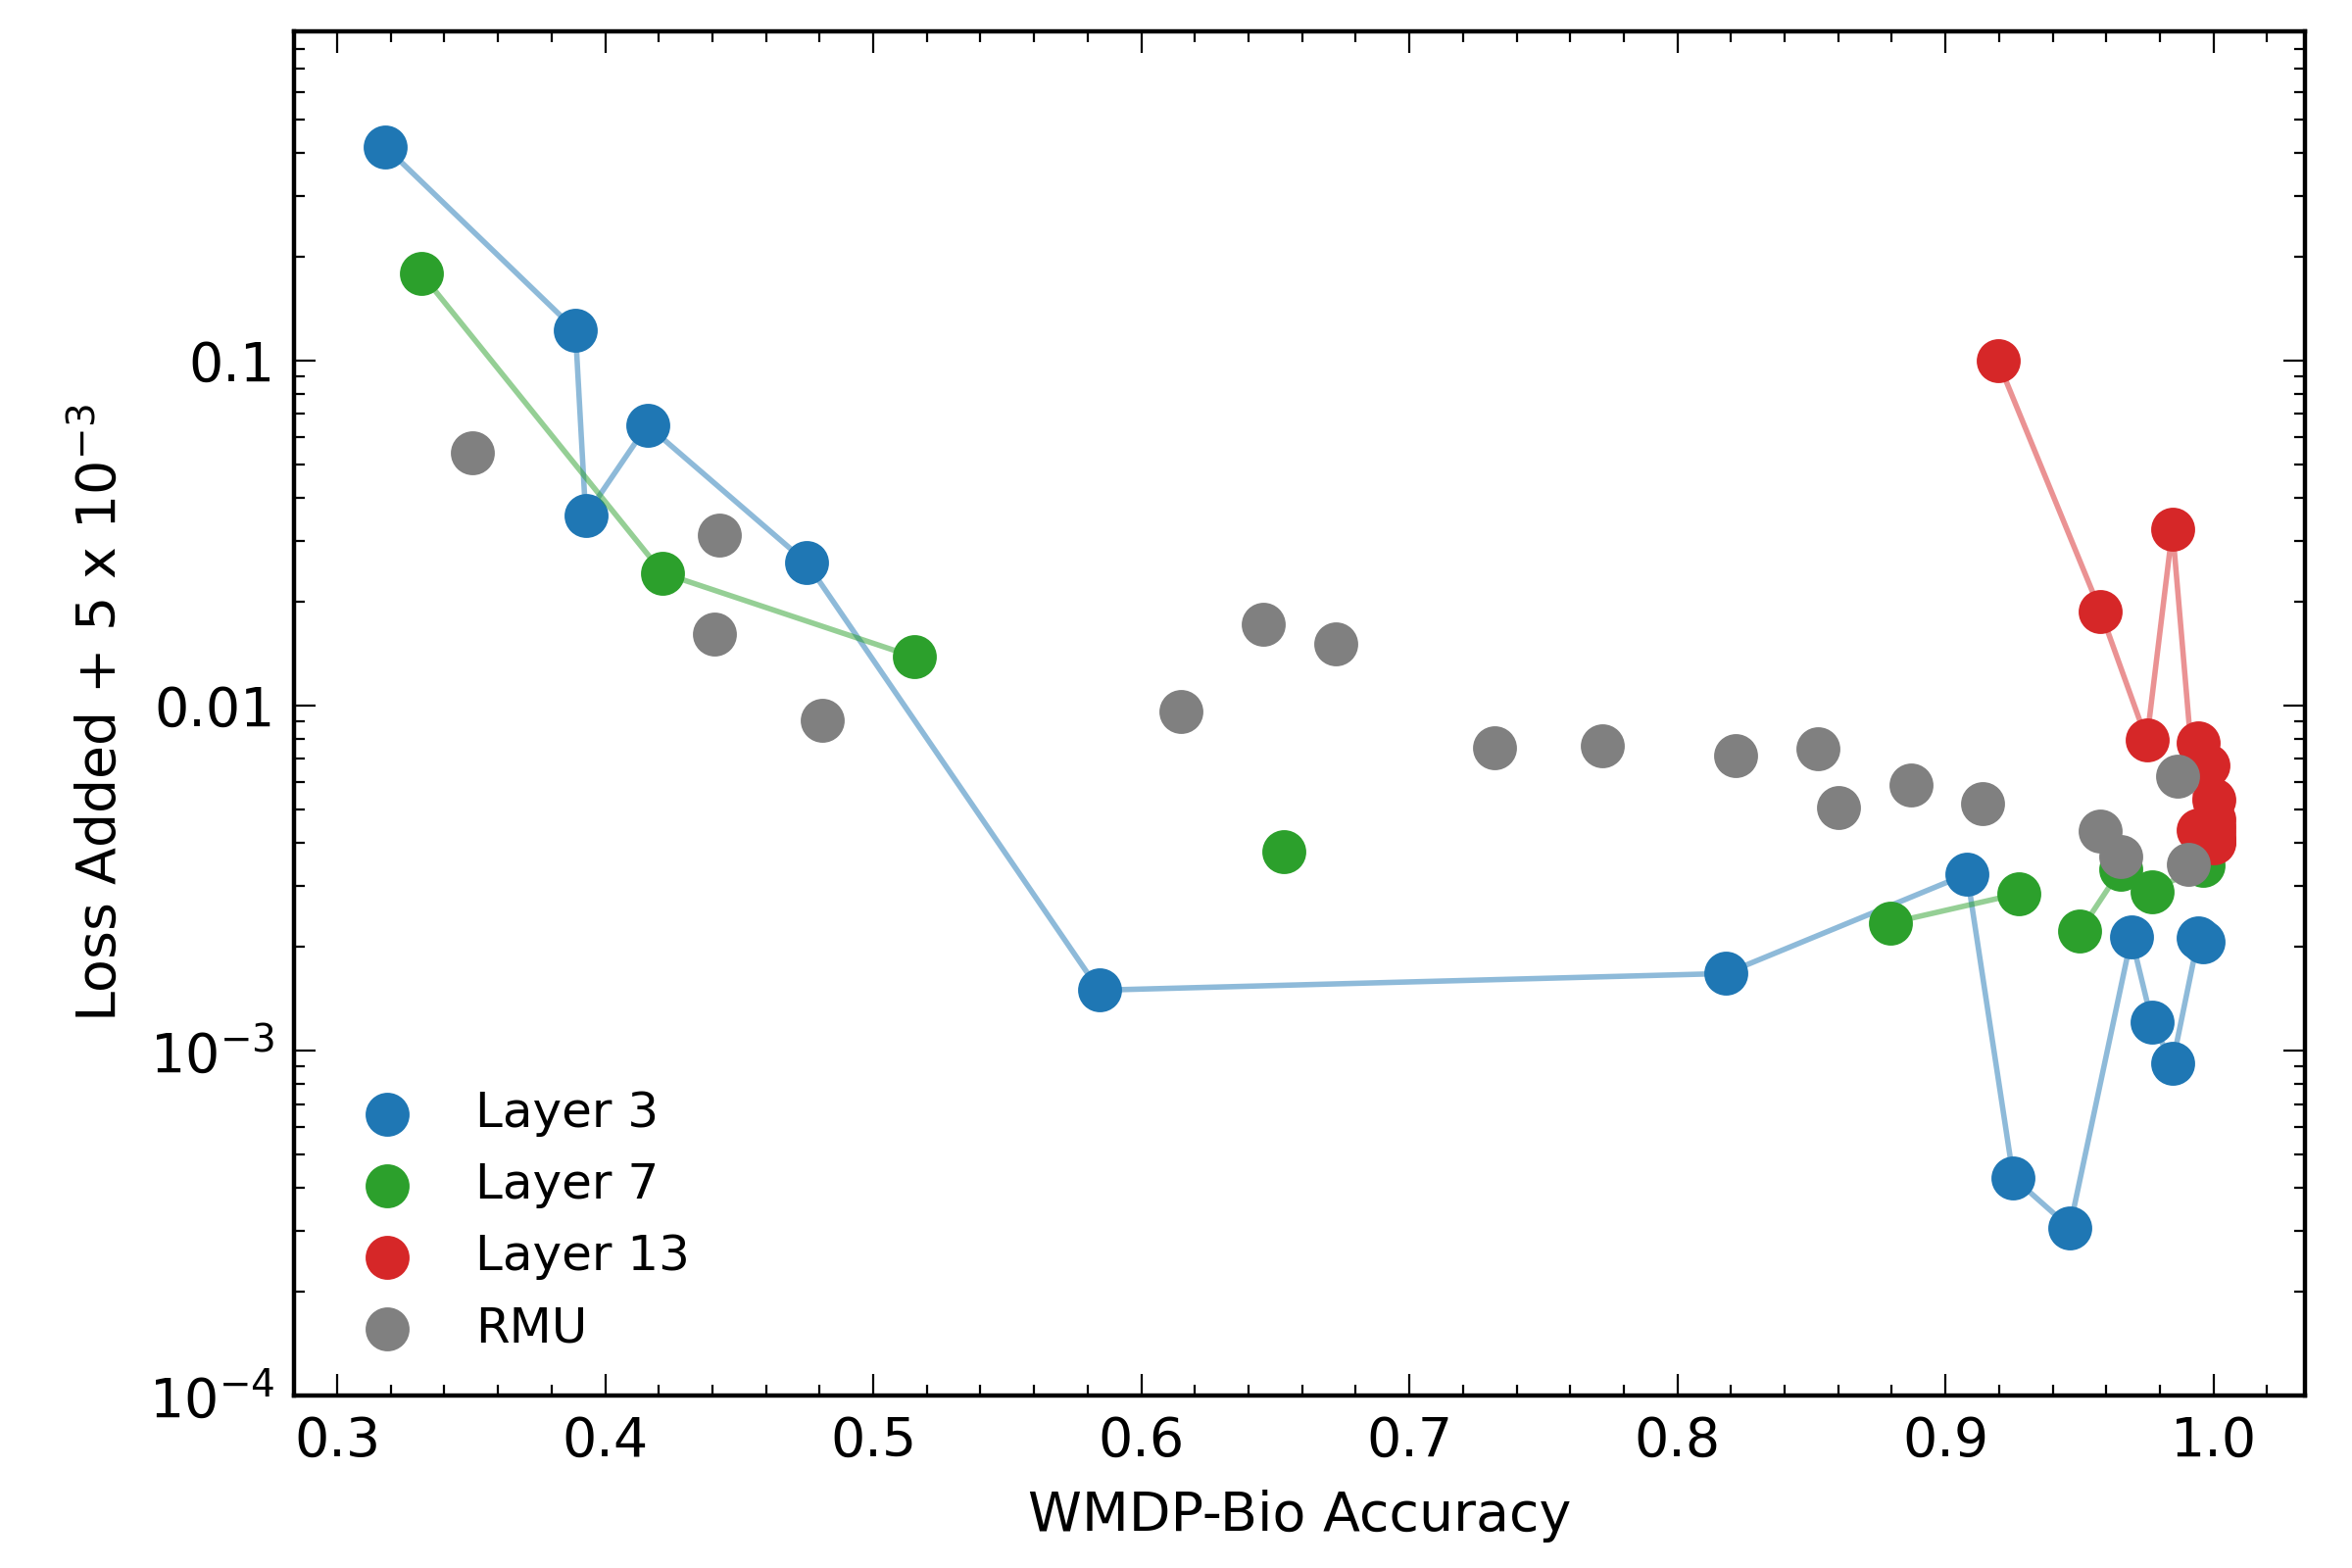 Loss Added + 5 x 10⁻³
0.1
0.01
10⁻³
10⁻⁴
Layer 3
Layer 7
Layer 13
RMU
0.3 0.4 0.5 0.6 0.7 0.8 0.9 1.0
WMDP-Bio Accuracy